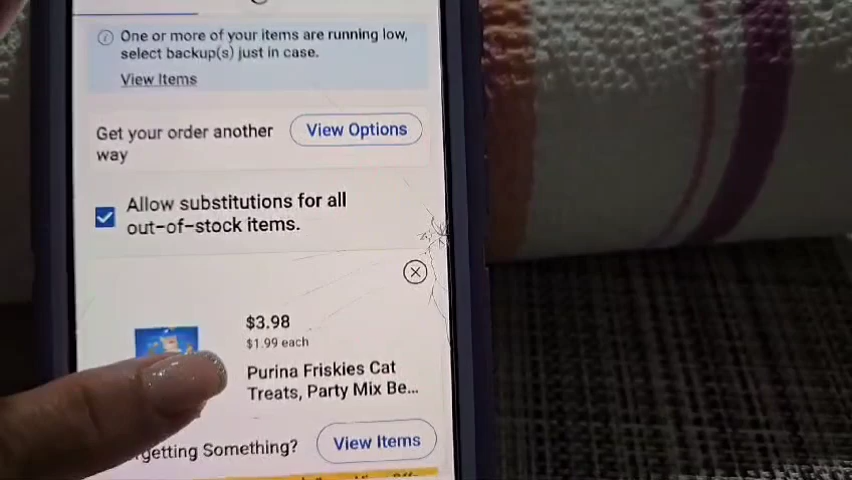 One or more of your items are running low,
select backup(s) just in case.
View Items
Get your order another
way
View Options
Allow substitutions for all
out-of-stock items.
$3.98
$1.99 each
Purina Friskies Cat
Treats, Party Mix Be...
getting Something?
View Items